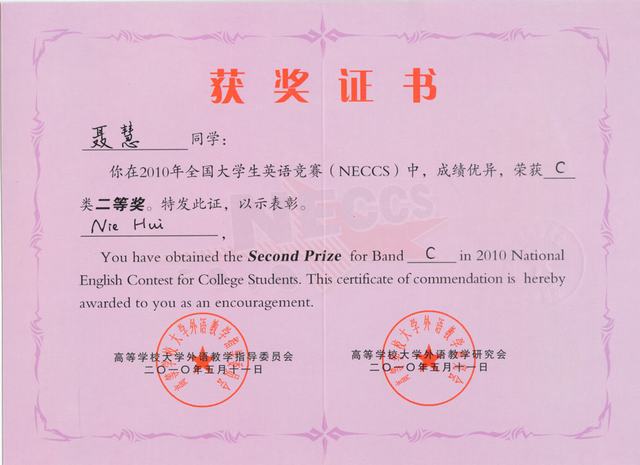 获奖证书
聂慧 同学：
你在2010年全国大学生英语竞赛（NECCS）中，成绩优异，荣获 C
类二等奖。特发此证，以示表彰。
NECCS
Nie Hui ,
You have obtained the Second Prize for Band C in 2010 National
English Contest for College Students. This certificate of commendation is hereby
awarded to you as an encouragement.
高等学校大学外语教学指导委员会
二〇一〇年五月十一日
高等学校大学外语教学研究会
二〇一〇年五月十一日